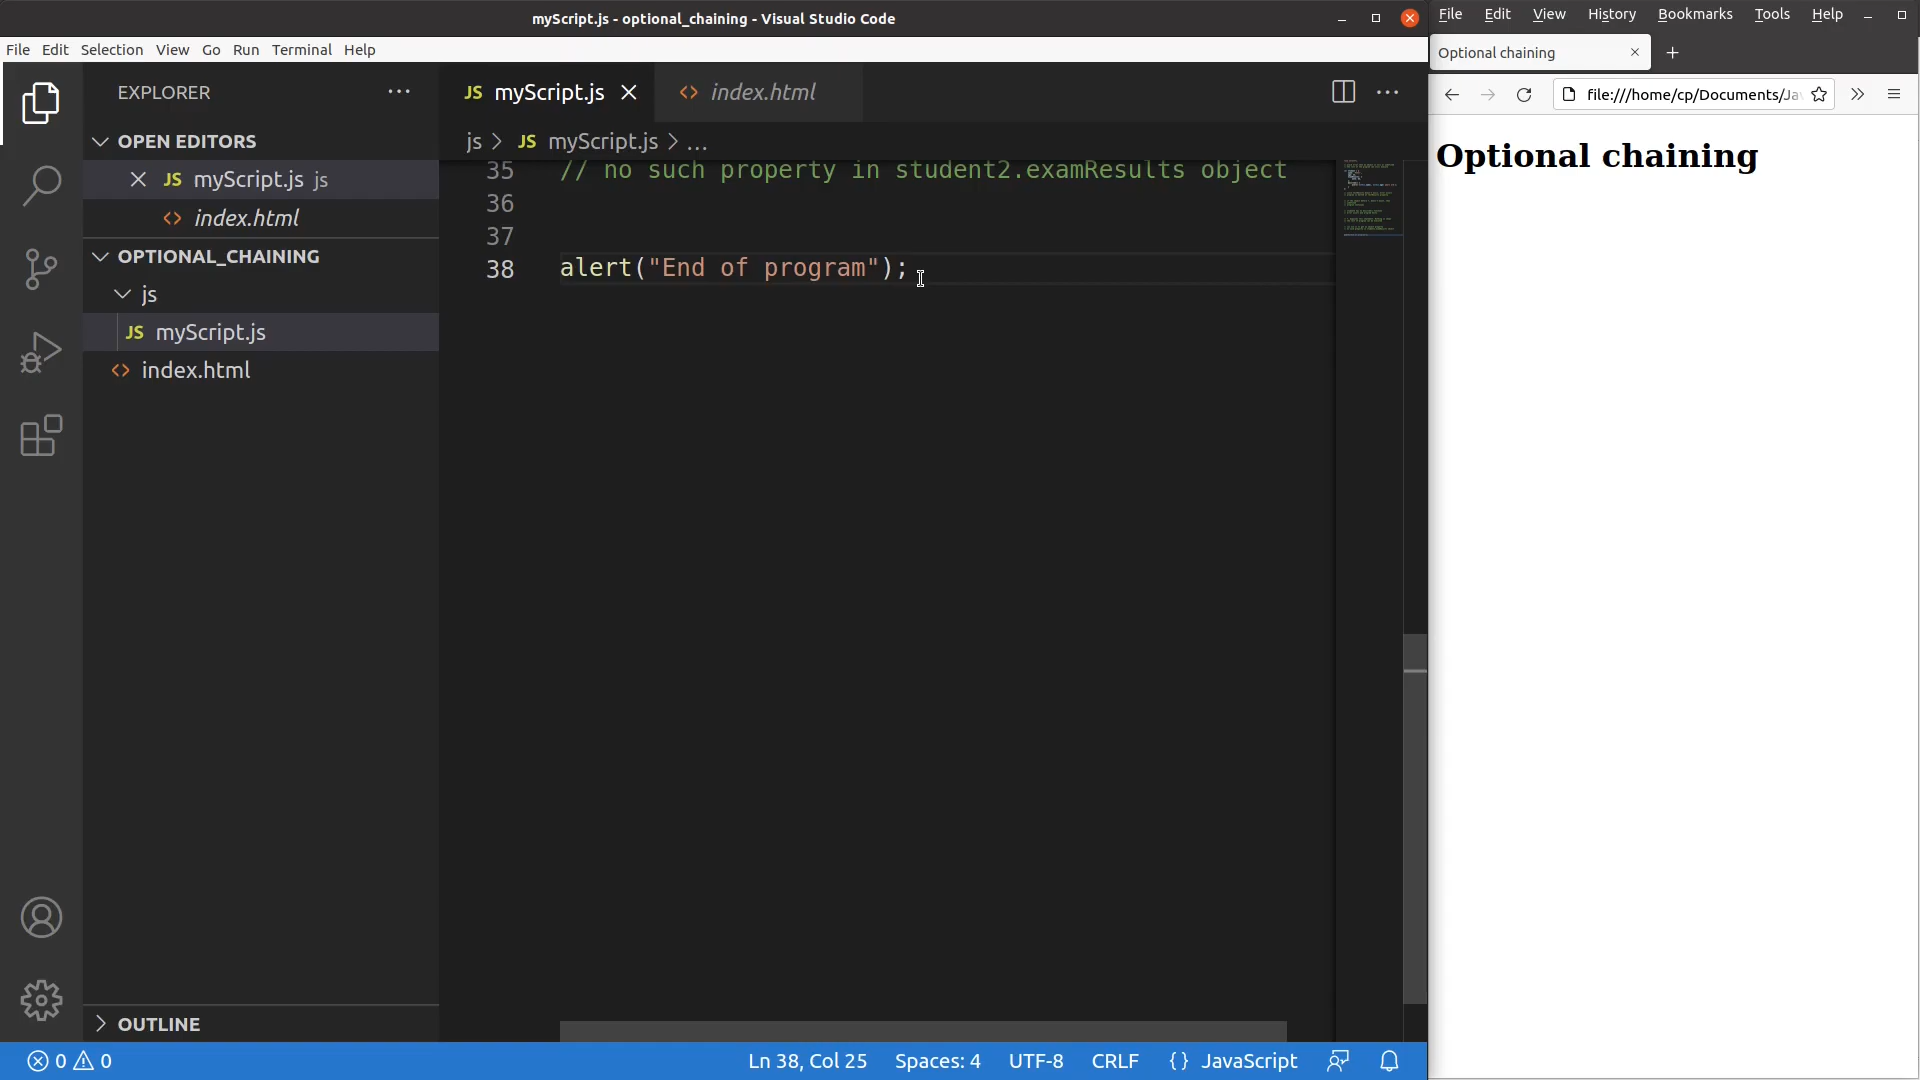 myScript.js - optional_chaining - Visual Studio Code
File Edit Selection View Go Run Terminal Help
EXPLORER
OPEN EDITORS
JS myScript.js js
<> index.html
OPTIONAL_CHAINING
js
JS myScript.js
<> index.html
OUTLINE
JS myScript.js
<> index.html
js > JS myScript.js > ...
35 // no such property in student2.examResults object
36
37
38 alert("End of program");
0 0
Ln 38, Col 25 Spaces: 4 UTF-8 CRLF {} JavaScript
File Edit View History Bookmarks Tools Help
Optional chaining
file:///home/cp/Documents/Ja
Optional chaining